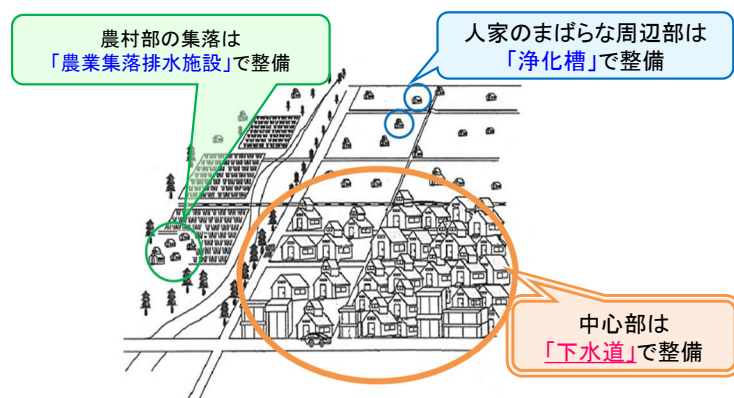 農村部の集落は
「農業集落排水施設」で整備
人家のまばらな周辺部は
「浄化槽」で整備
中心部は
「下水道」で整備